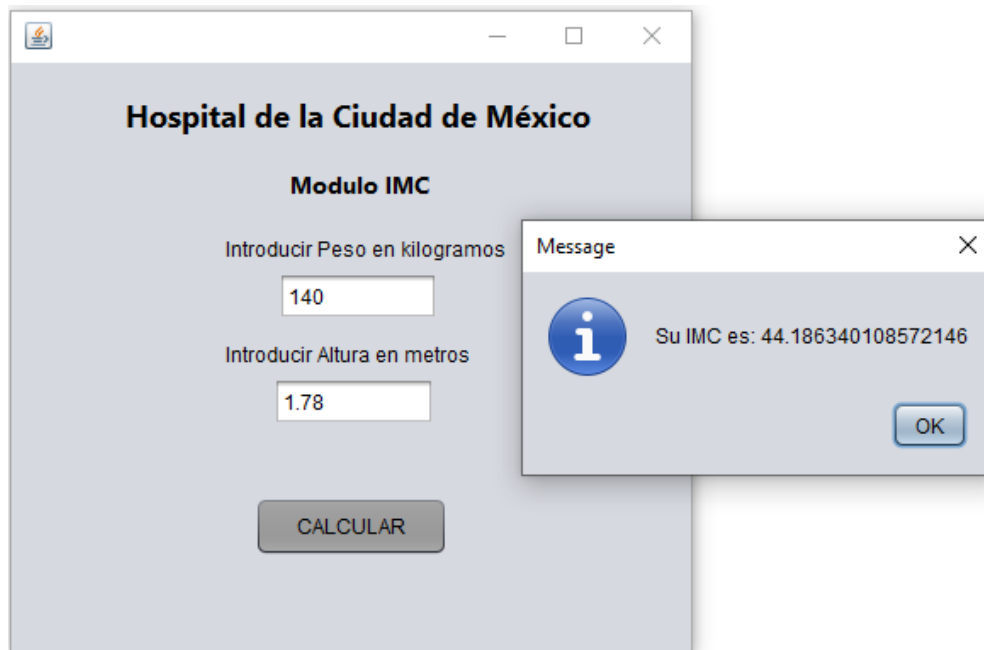 Hospital de la Ciudad de México
Modulo IMC
Introducir Peso en kilogramos
140
Introducir Altura en metros
1.78
CALCULAR
Message
Su IMC es: 44.186340108572146
OK